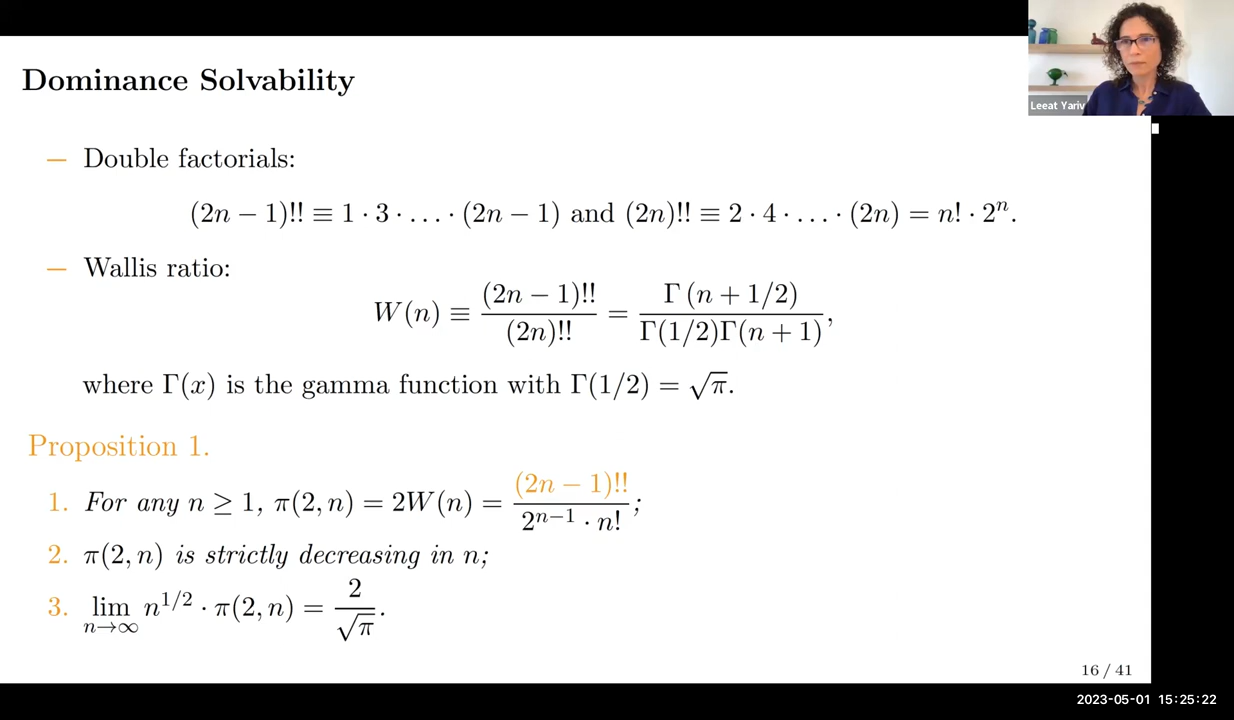 Dominance Solvability
Leeat Yariv
– Double factorials:
(2n − 1)!! ≡ 1 · 3 · . . . . · (2n − 1) and (2n)!! ≡ 2 · 4 · . . . . · (2n) = n! · 2ⁿ.
– Wallis ratio:
W(n) ≡ (2n − 1)!! / (2n)!! = Γ (n + 1/2) / Γ(1/2)Γ(n + 1),
where Γ(x) is the gamma function with Γ(1/2) = √π.
Proposition 1.
1. For any n ≥ 1, π(2, n) = 2W(n) = (2n − 1)!! / 2ⁿ⁻¹ · n! ;
2. π(2, n) is strictly decreasing in n;
3. lim n→∞ n^1/2 · π(2, n) = 2 / √π .
16 / 41
2023-05-01 15:25:22